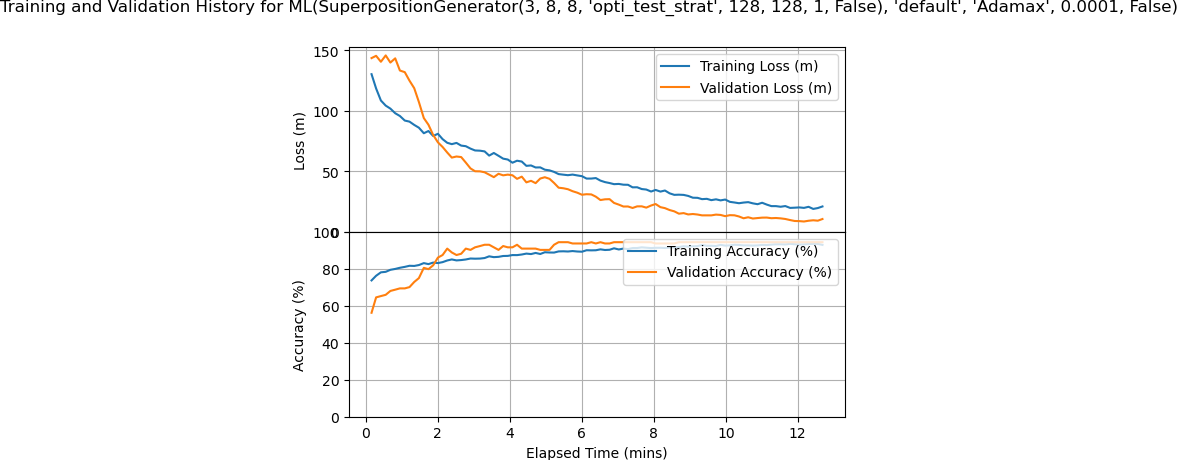 Training and Validation History for ML(SuperpositionGenerator(3, 8, 8, 'opti_test_strat', 128, 128, 1, False), 'default', 'Adamax', 0.0001, False)
150
100
50
0
Loss (m)
Training Loss (m)
Validation Loss (m)
100
80
60
40
20
0
Accuracy (%)
Training Accuracy (%)
Validation Accuracy (%)
0 2 4 6 8 10 12
Elapsed Time (mins)